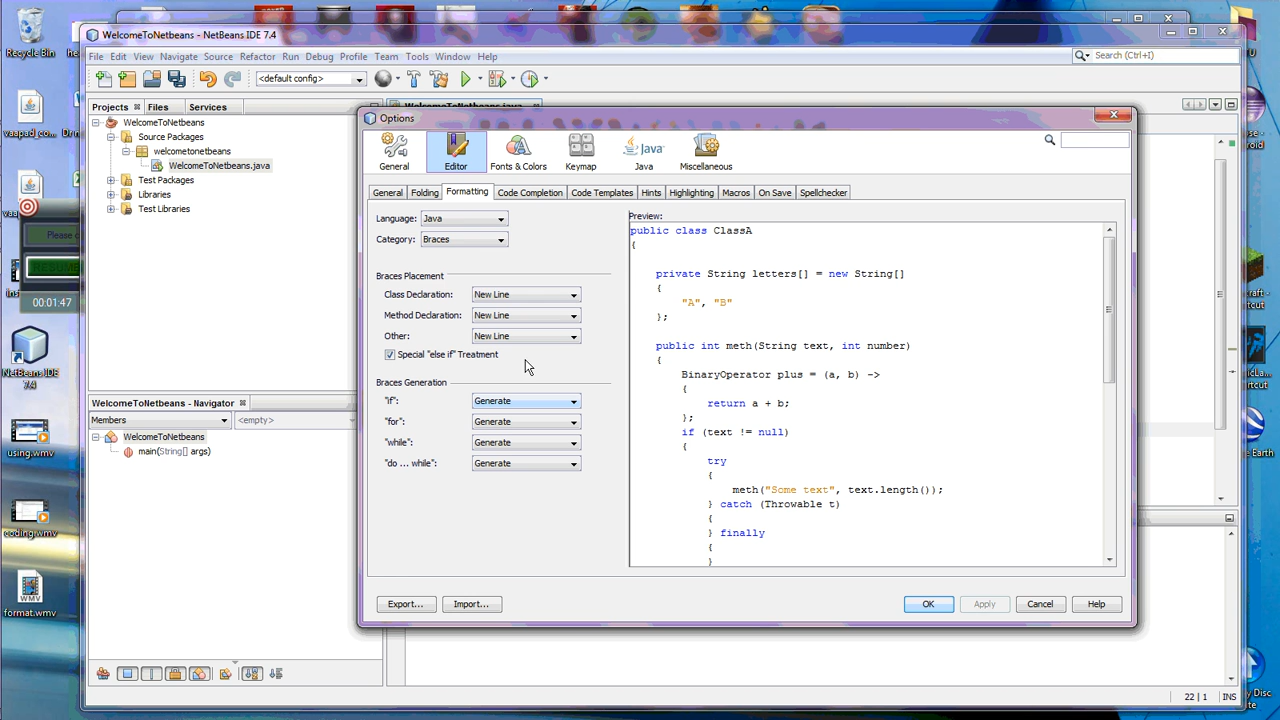 Recycle Bin
WelcomeToNetbeans - NetBeans IDE 7.4
File Edit View Navigate Source Refactor Run Debug Profile Team Tools Window Help
Search (Ctrl+I)
<default config>
Projects Files Services
WelcomeToNetbeans.java
WelcomeToNetbeans
Source Packages
welcometonetbeans
WelcomeToNetbeans.java
Test Packages
Libraries
Test Libraries
vaapad_co...
00:01:47
NetBeans IDE
7.4
using.wmv
coding.wmv
WMV
format.wmv
WelcomeToNetbeans - Navigator
Members
<empty>
WelcomeToNetbeans
main(String[] args)
Options
General Editor Fonts & Colors Keymap Java Miscellaneous
General Folding Formatting Code Completion Code Templates Hints Highlighting Macros On Save Spellchecker
Language: Java
Category: Braces
Braces Placement
Class Declaration: New Line
Method Declaration: New Line
Other: New Line
Special "else if" Treatment
Braces Generation
"if": Generate
"for": Generate
"while": Generate
"do ... while": Generate
Preview:
public class ClassA
{
private String letters[] = new String[]
{
"A", "B"
};
public int meth(String text, int number)
{
BinaryOperator plus = (a, b) ->
{
return a + b;
};
if (text != null)
{
try
{
meth("Some text", text.length());
} catch (Throwable t)
{
} finally
{
}
Export... Import... OK Apply Cancel Help
22 | 1 INS